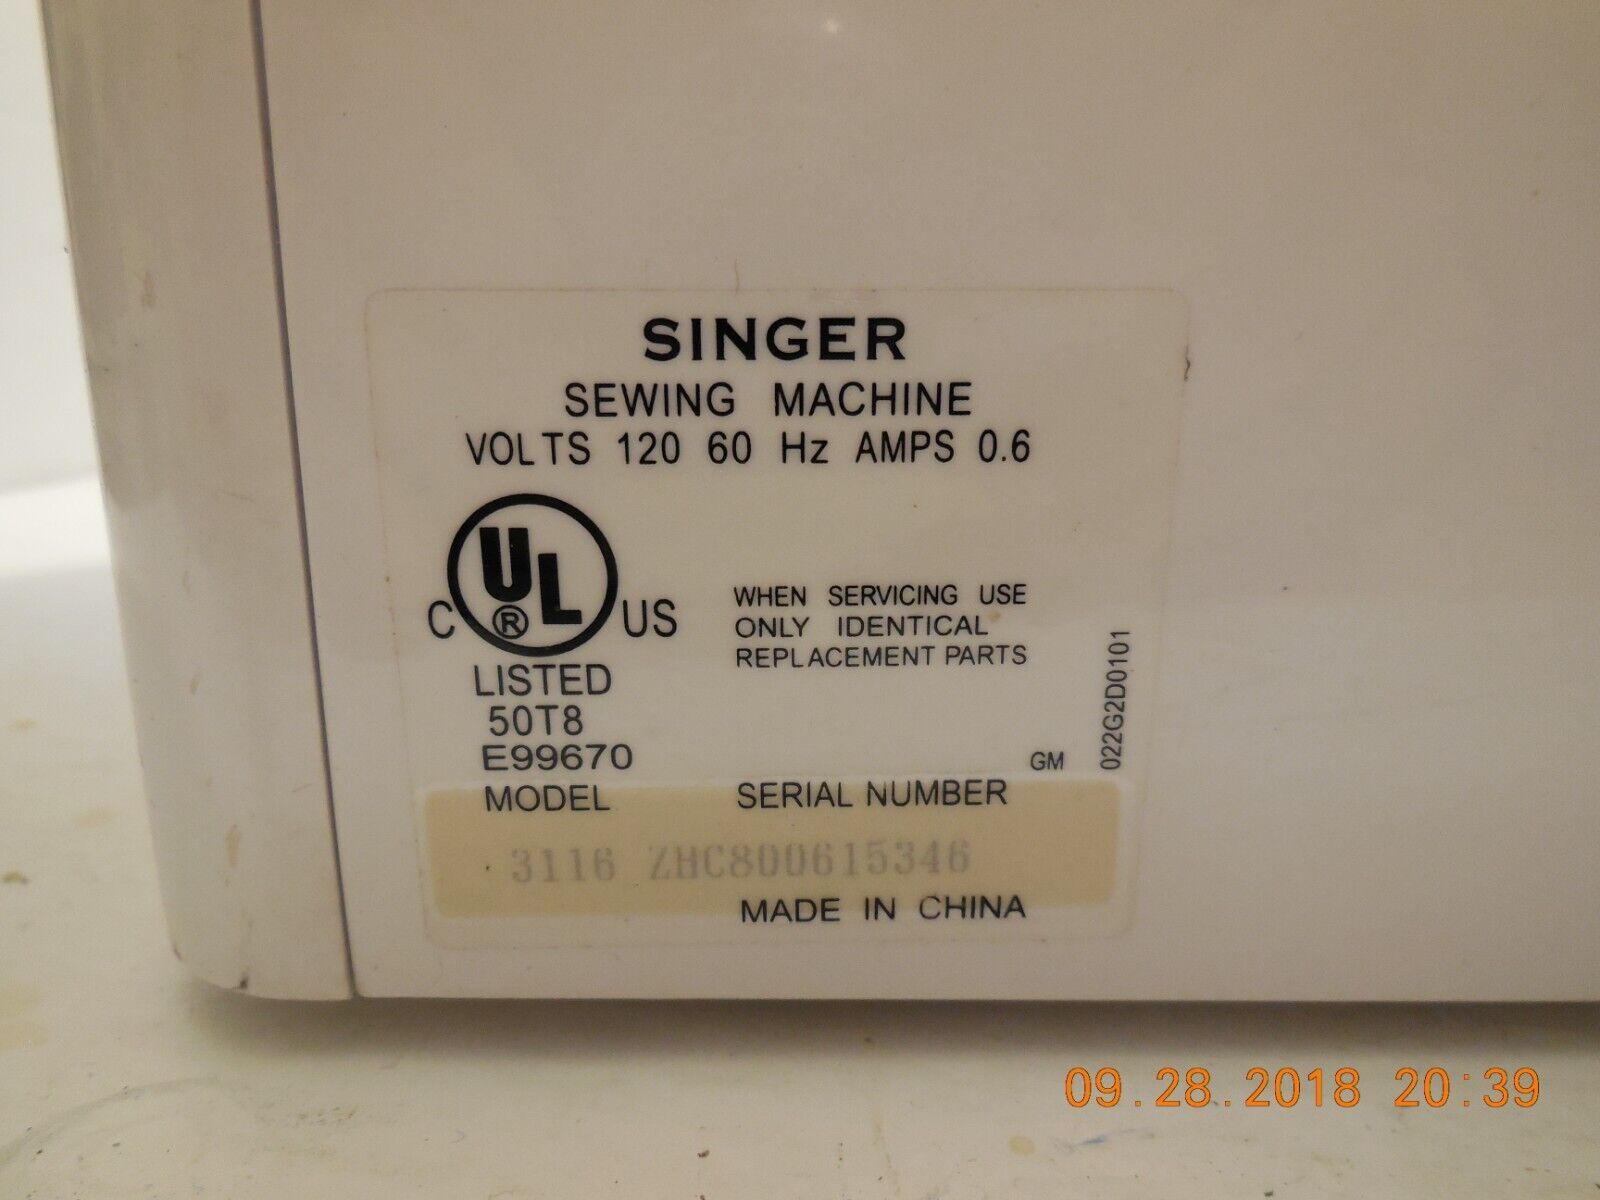 SINGER
SEWING MACHINE
VOLTS 120 60 Hz AMPS 0.6
UL
®
C US
LISTED
50T8
E99670
WHEN SERVICING USE
ONLY IDENTICAL
REPLACEMENT PARTS
GM
022G2D0101
MODEL SERIAL NUMBER
3116 ZHC800615346
MADE IN CHINA
09.28.2018 20:39